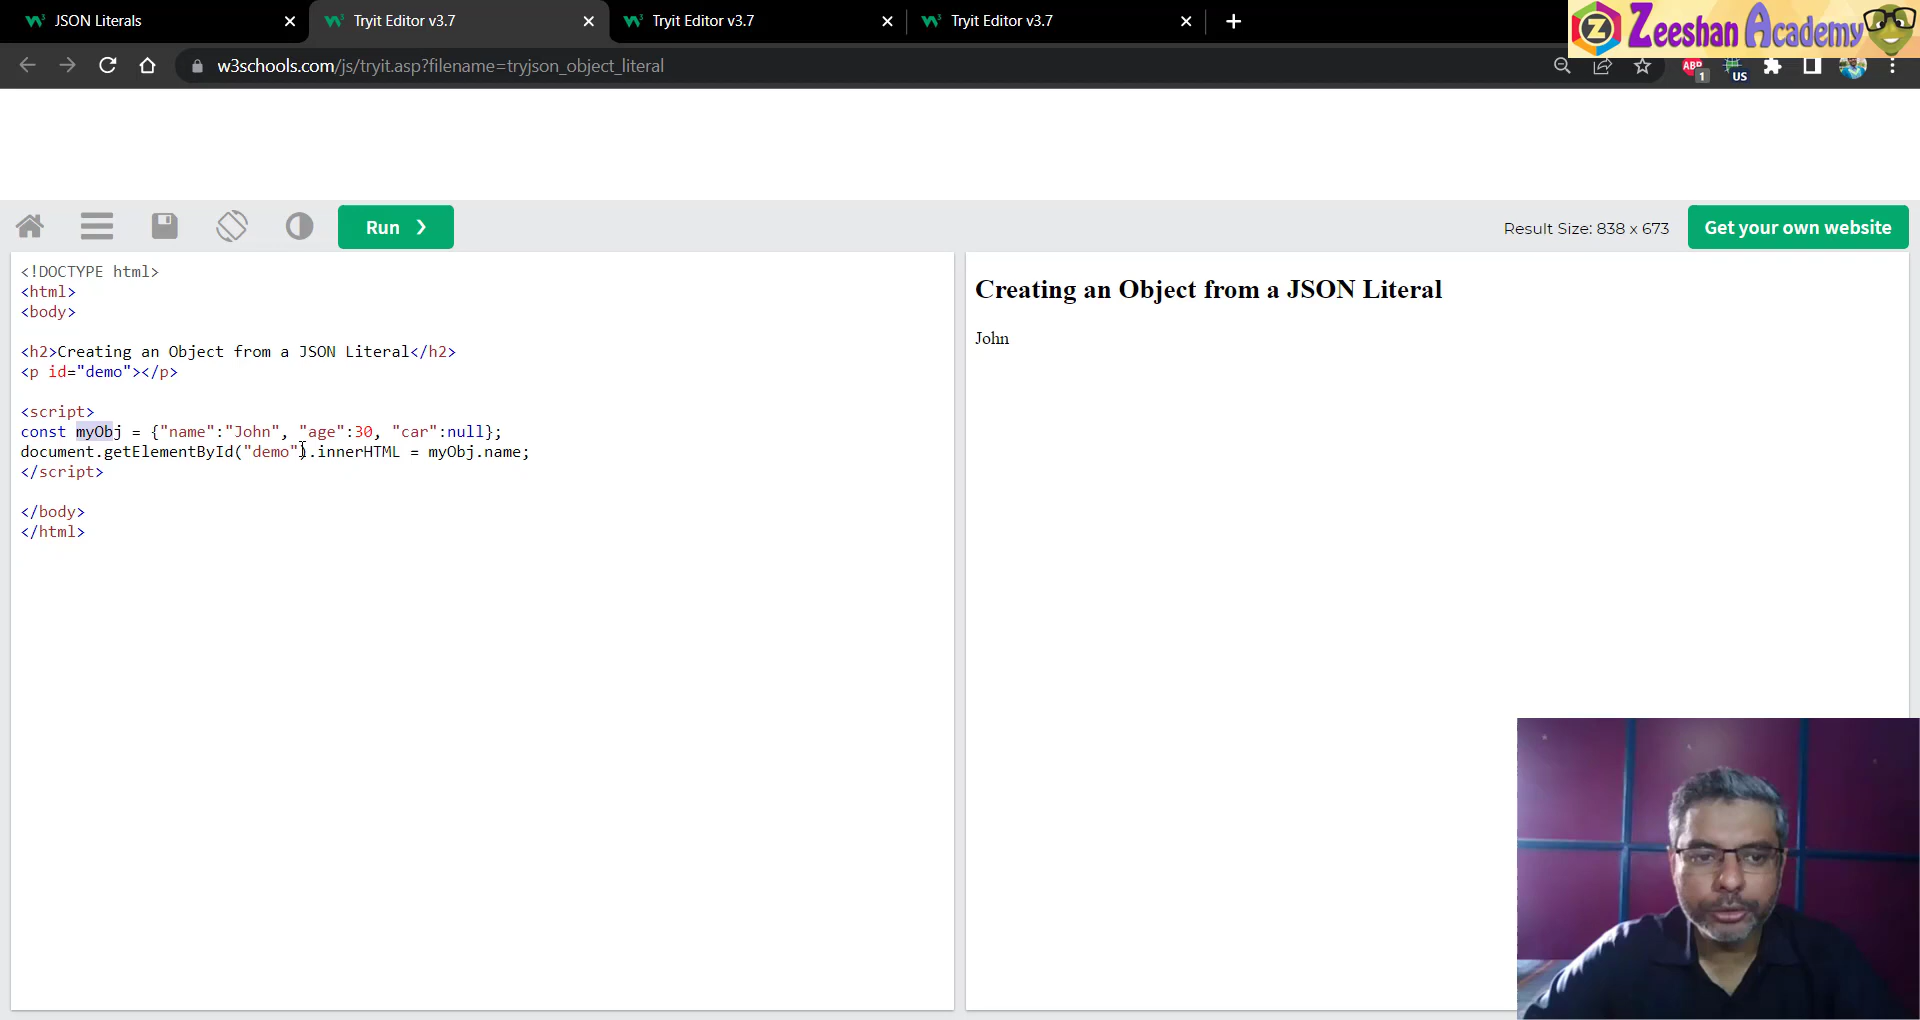 JSON Literals
Tryit Editor v3.7
Tryit Editor v3.7
Tryit Editor v3.7
Zeeshan Academy
Z
w3schools.com/js/tryit.asp?filename=tryjson_object_literal
ABP
1
US
Run ❯
Result Size: 838 x 673
Get your own website
<!DOCTYPE html>
<html>
<body>
<h2>Creating an Object from a JSON Literal</h2>
<p id="demo"></p>
<script>
const myObj = {"name":"John", "age":30, "car":null};
document.getElementById("demo").innerHTML = myObj.name;
</script>
</body>
</html>
Creating an Object from a JSON Literal
John